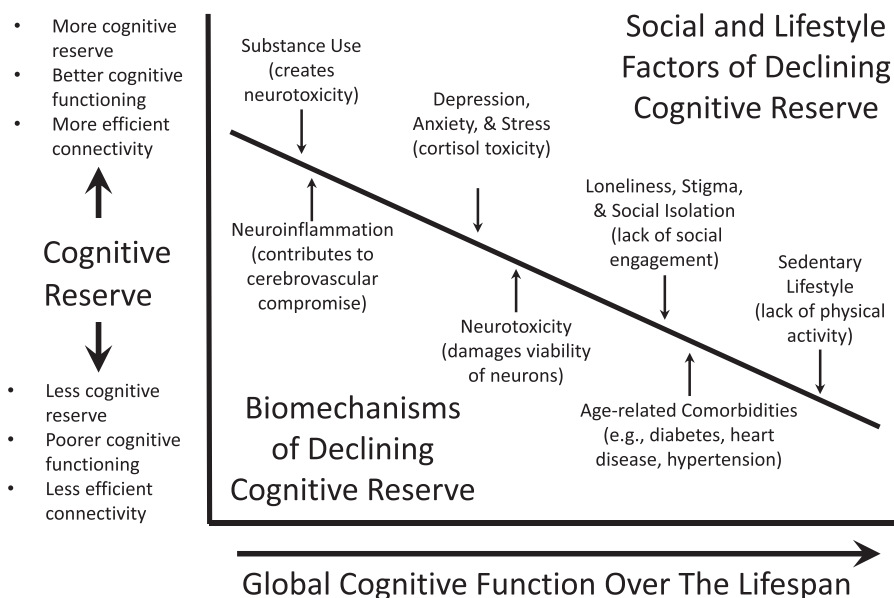 • More cognitive
reserve
• Better cognitive
functioning
• More efficient
connectivity
Cognitive
Reserve
• Less cognitive
reserve
• Poorer cognitive
functioning
• Less efficient
connectivity
Social and Lifestyle
Factors of Declining
Cognitive Reserve
Substance Use
(creates
neurotoxicity)
Depression,
Anxiety, & Stress
(cortisol toxicity)
Loneliness, Stigma,
& Social Isolation
(lack of social
engagement)
Sedentary
Lifestyle
(lack of physical
activity)
Neuroinflammation
(contributes to
cerebrovascular
compromise)
Neurotoxicity
(damages viability
of neurons)
Age-related Comorbidities
(e.g., diabetes, heart
disease, hypertension)
Biomechanisms
of Declining
Cognitive Reserve
Global Cognitive Function Over The Lifespan